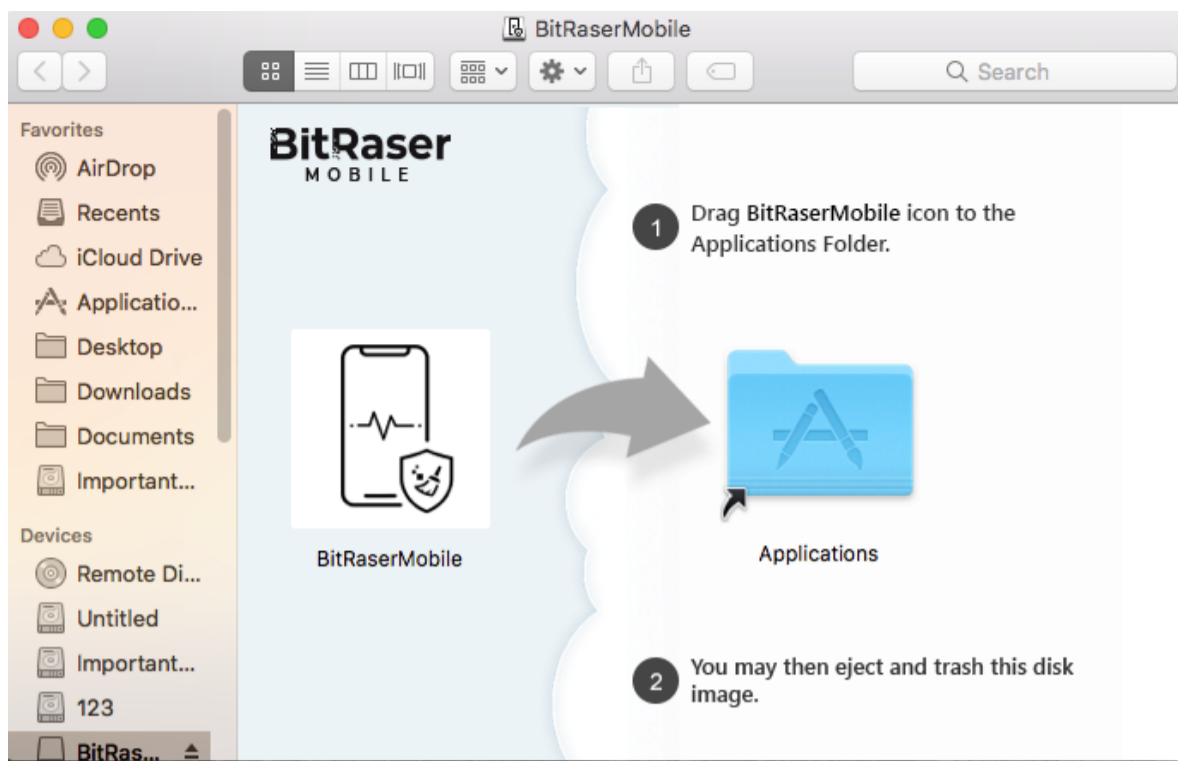 BitRaserMobile
Search
Favorites
AirDrop
Recents
iCloud Drive
Applicatio...
Desktop
Downloads
Documents
Important...
Devices
Remote Di...
Untitled
Important...
123
BitRas...
BitRaser
MOBILE
1 Drag BitRaserMobile icon to the
Applications Folder.
BitRaserMobile
Applications
2 You may then eject and trash this disk
image.